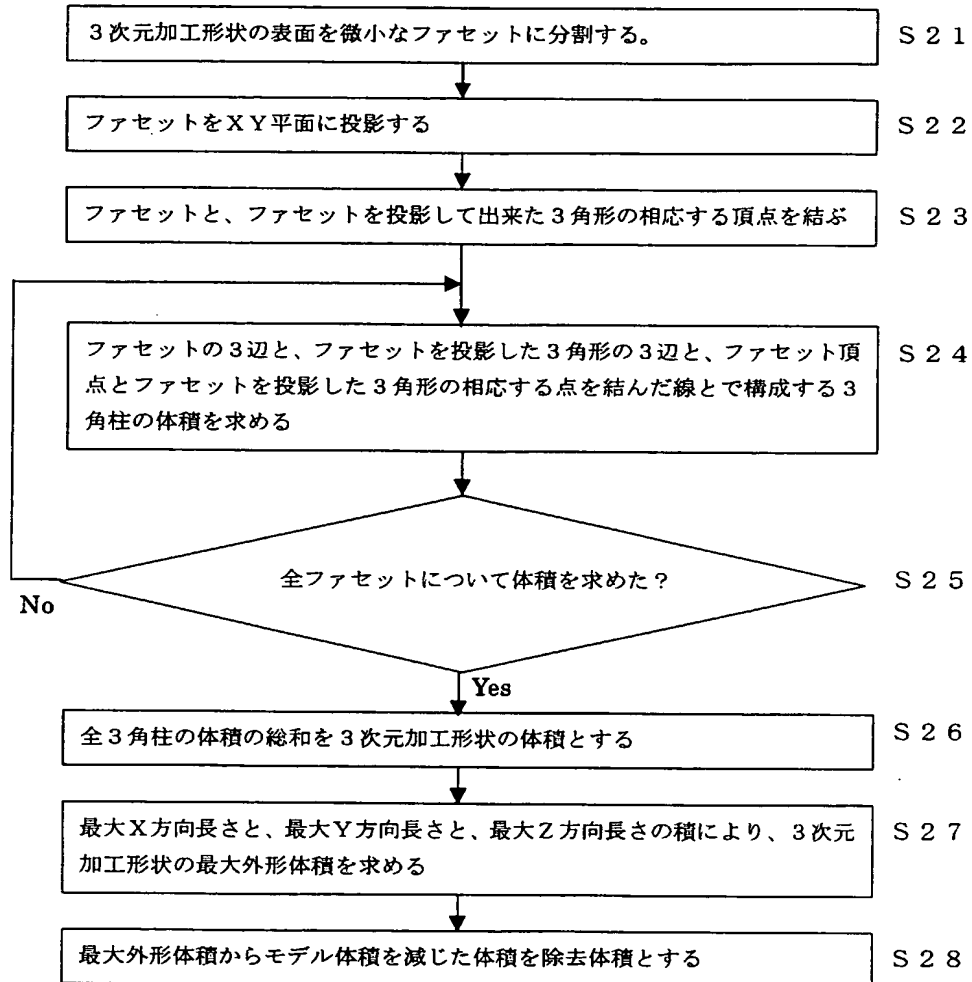 3次元加工形状の表面を微小なファセットに分割する。
S21
ファセットをXY平面に投影する
S22
ファセットと、ファセットを投影して出来た3角形の相応する頂点を結ぶ
S23
ファセットの3辺と、ファセットを投影した3角形の3辺と、ファセット頂
点とファセットを投影した3角形の相応する点を結んだ線とで構成する3
角柱の体積を求める
S24
全ファセットについて体積を求めた?
S25
No
Yes
全3角柱の体積の総和を3次元加工形状の体積とする
S26
最大X方向長さと、最大Y方向長さと、最大Z方向長さの積により、3次元
加工形状の最大外形体積を求める
S27
最大外形体積からモデル体積を減じた体積を除去体積とする
S28